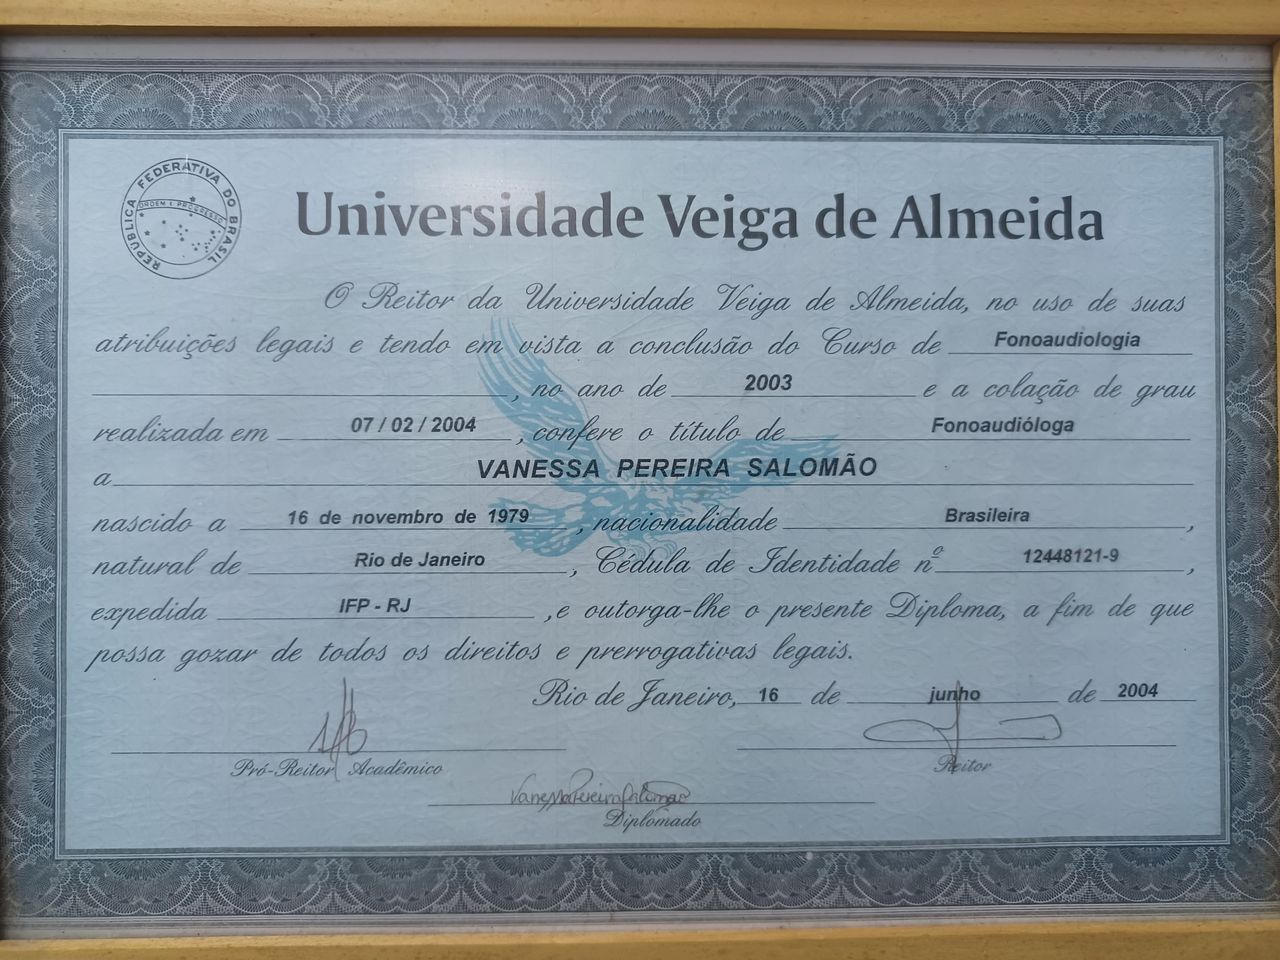 REPÚBLICA FEDERATIVA DO BRASIL
ORDEM E PROGRESSO
Universidade Veiga de Almeida
O Reitor da Universidade Veiga de Almeida, no uso de suas
atribuições legais e tendo em vista a conclusão do Curso de Fonoaudiologia
, no ano de 2003 e a colação de grau
realizada em 07 / 02 / 2004 , confere o título de Fonoaudióloga
a VANESSA PEREIRA SALOMÃO
nascido a 16 de novembro de 1979 , nacionalidade Brasileira ,
natural de Rio de Janeiro , Cédula de Identidade nº 12448121-9 ,
expedida IFP - RJ ,e outorga-lhe o presente Diploma, a fim de que
possa gozar de todos os direitos e prerrogativas legais.
Rio de Janeiro, 16 de junho de 2004
Pró-Reitor Acadêmico
Reitor
Vanessa Pereira Salomão
Diplomado